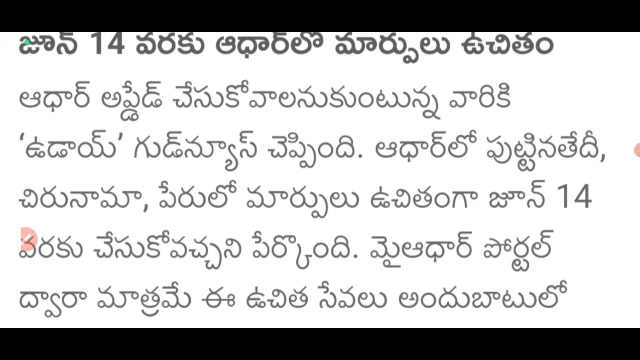 జూన్ 14 వరకు ఆధార్‌లో మార్పులు ఉచితం
ఆధార్ అప్డేడ్ చేసుకోవాలనుకుంటున్న వారికి
‘ఉడాయ్’ గుడ్‌న్యూస్ చెప్పింది. ఆధార్‌లో పుట్టినతేదీ,
చిరునామా, పేరులో మార్పులు ఉచితంగా జూన్ 14
వరకు చేసుకోవచ్చని పేర్కొంది. మైఆధార్ పోర్టల్
ద్వారా మాత్రమే ఈ ఉచిత సేవలు అందుబాటులో